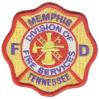 MEMPHIS
DIVISION OF
F D
FIRE SERVICES
TENNESSEE